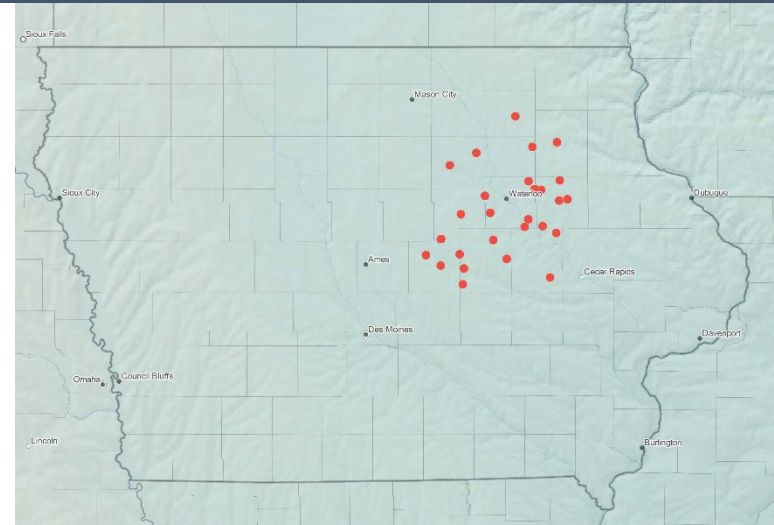 Sioux Falls
Mason City
Sioux City
Waterloo
Dubuque
Ames
Cedar Rapids
Des Moines
Davenport
Omaha
Council Bluffs
Lincoln
Burlington